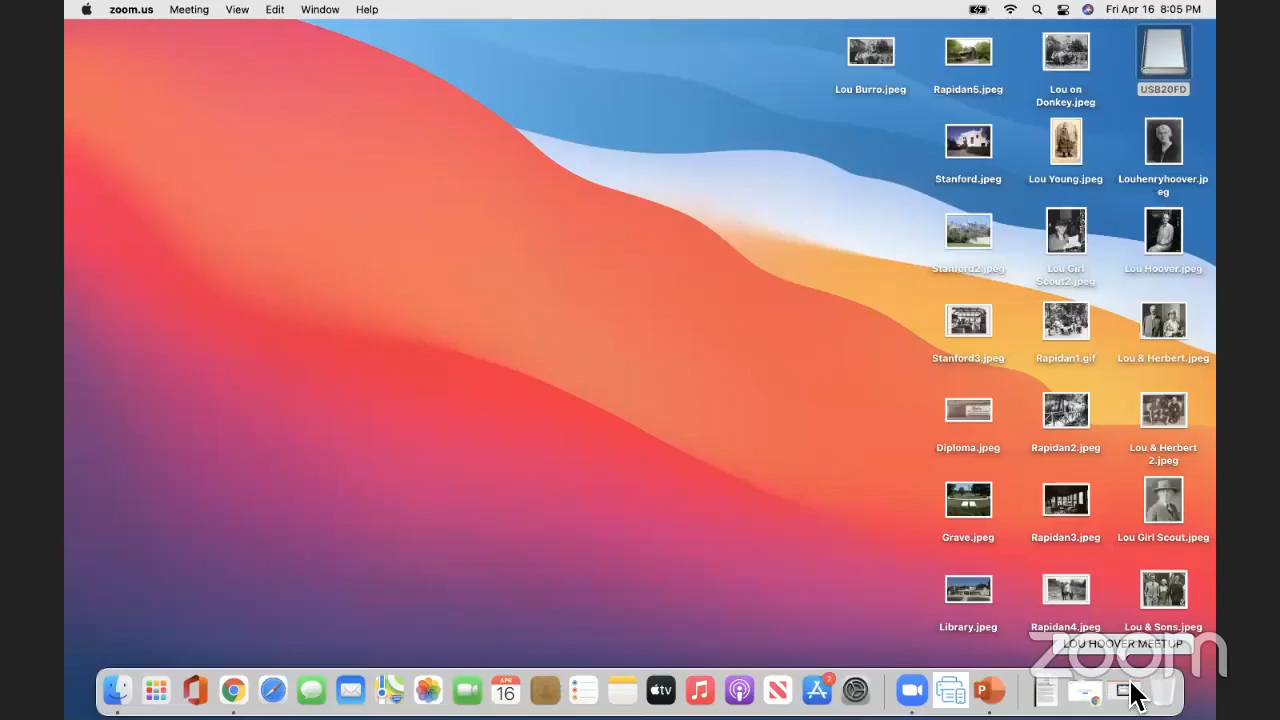 zoom.us Meeting View Edit Window Help
Fri Apr 16 8:05 PM
Lou Burro.jpeg
Rapidan5.jpeg
Lou on
Donkey.jpeg
USB20FD
Stanford.jpeg
Lou Young.jpeg
Louhenryhoover.jp
eg
Stanford2.jpeg
Lou Girl
Scout2.jpeg
Lou Hoover.jpeg
Stanford3.jpeg
Rapidan1.gif
Lou & Herbert.jpeg
Diploma.jpeg
Rapidan2.jpeg
Lou & Herbert
2.jpeg
Grave.jpeg
Rapidan3.jpeg
Lou Girl Scout.jpeg
Library.jpeg
Rapidan4.jpeg
Lou & Sons.jpeg
LOU HOOVER MEETUP
zoom
APR
16
tv
2
P